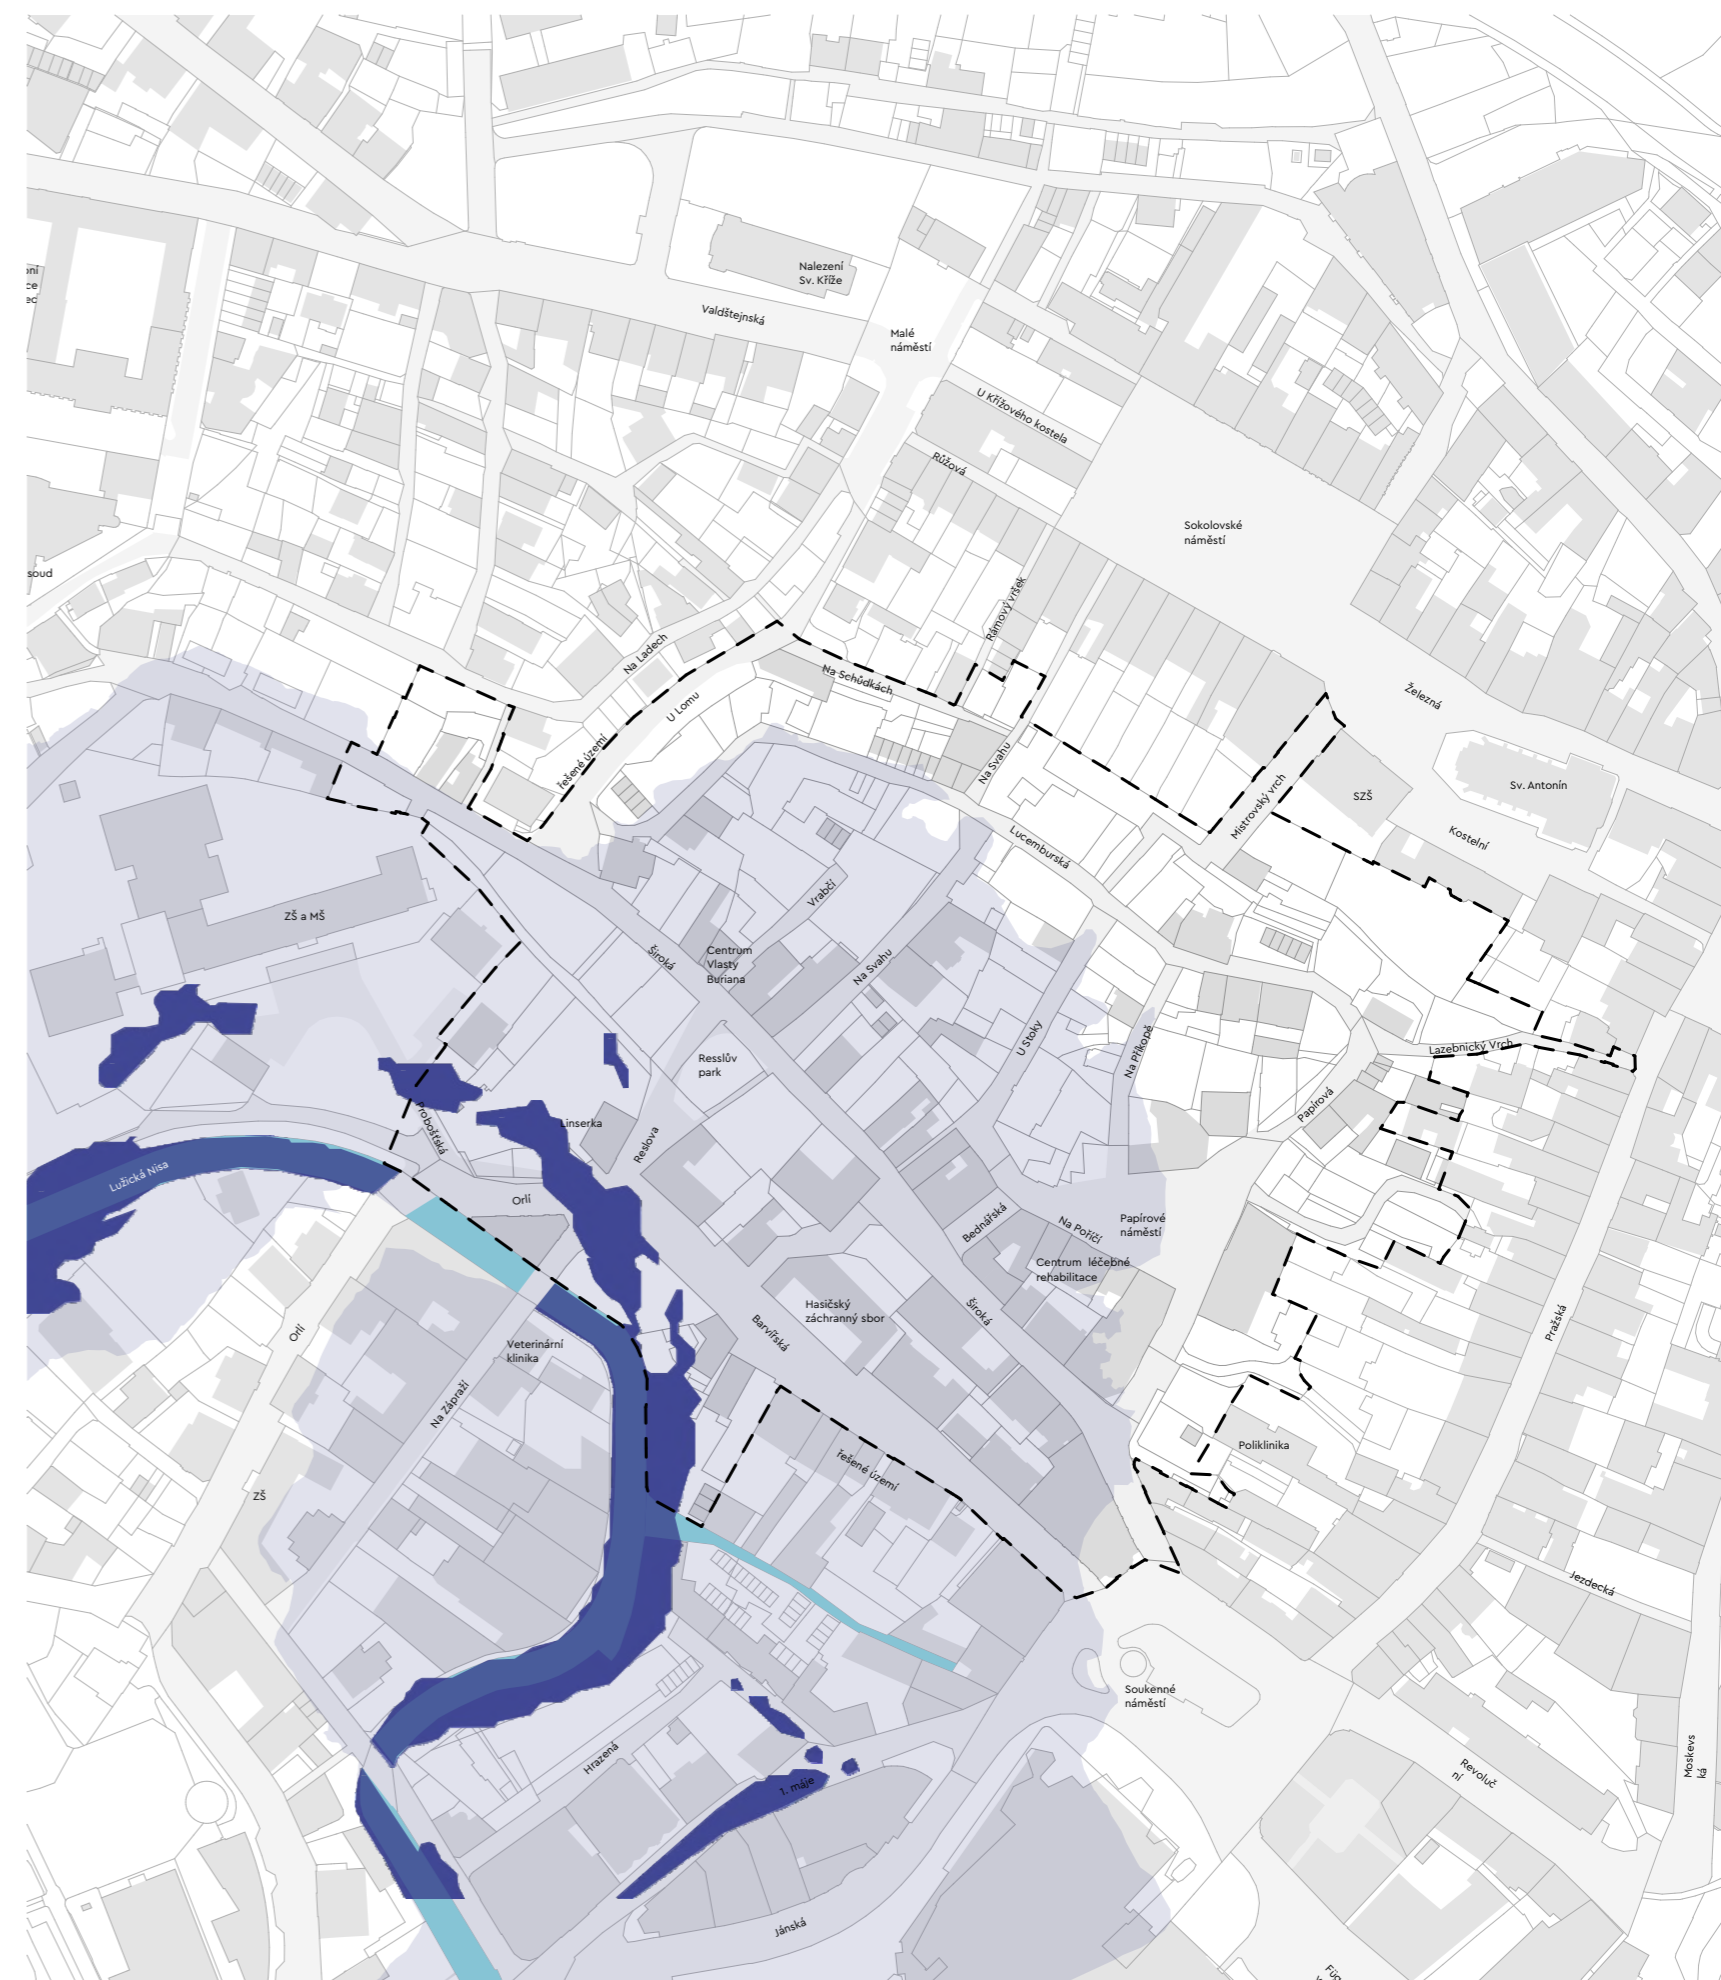 Nalezení
Sv. Kříže
Valdštejnská
Malé
náměstí
U Křížového kostela
Růžová
Sokolovské
náměstí
soud
Rámový vršek
Na Ladech
Na Schůdkách
U Lomu
řešené území
Železná
Na Svahu
Mistrovský vrch
SZŠ
Sv. Antonín
Kostelní
Lucemburská
Vrabčí
ZŠ a MŠ
Široká
Centrum
Vlasty
Buriana
Na Svahu
U Stoky
Na Příkopě
Lazebnický Vrch
Resslův
park
Papírová
Proboštská
Linserka
Reslova
Lužická Nisa
Orlí
Bednářská
Na Poříčí
Papírové
náměstí
Centrum léčebné
rehabilitace
Hasičský
záchranný sbor
Široká
Barvířská
Orlí
Veterinární
klinika
Pražská
Na Zápraží
řešené území
Poliklinika
ZŠ
Jezdecká
Soukenné
náměstí
Hrazená
1. máje
Revoluč
ní
Moskevs
ká
Jánská